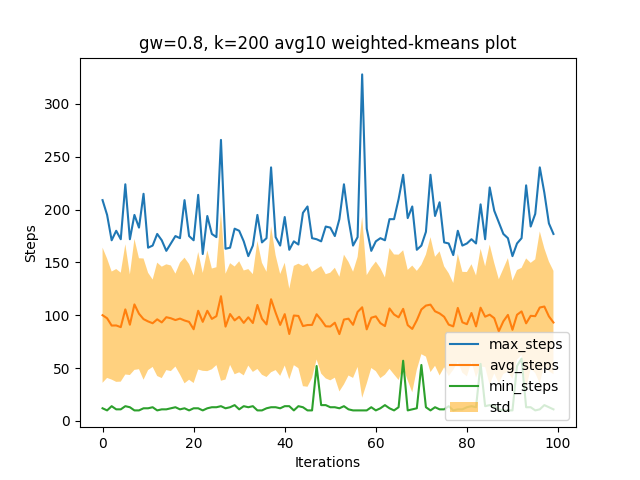 gw=0.8, k=200 avg10 weighted-kmeans plot
300
250
200
150
100
50
0
Steps
0 20 40 60 80 100
Iterations
max_steps
avg_steps
min_steps
std